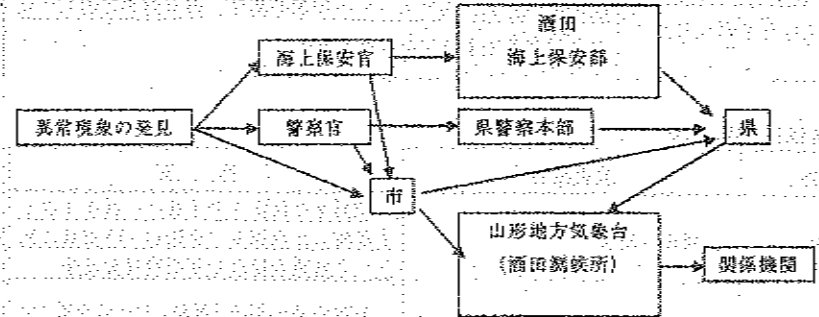 酒田
海上保安部
海上保安官
異常現象の発見
警察官
県警察本部
県
市
山形地方気象台
(酒田測候所)
関係機関